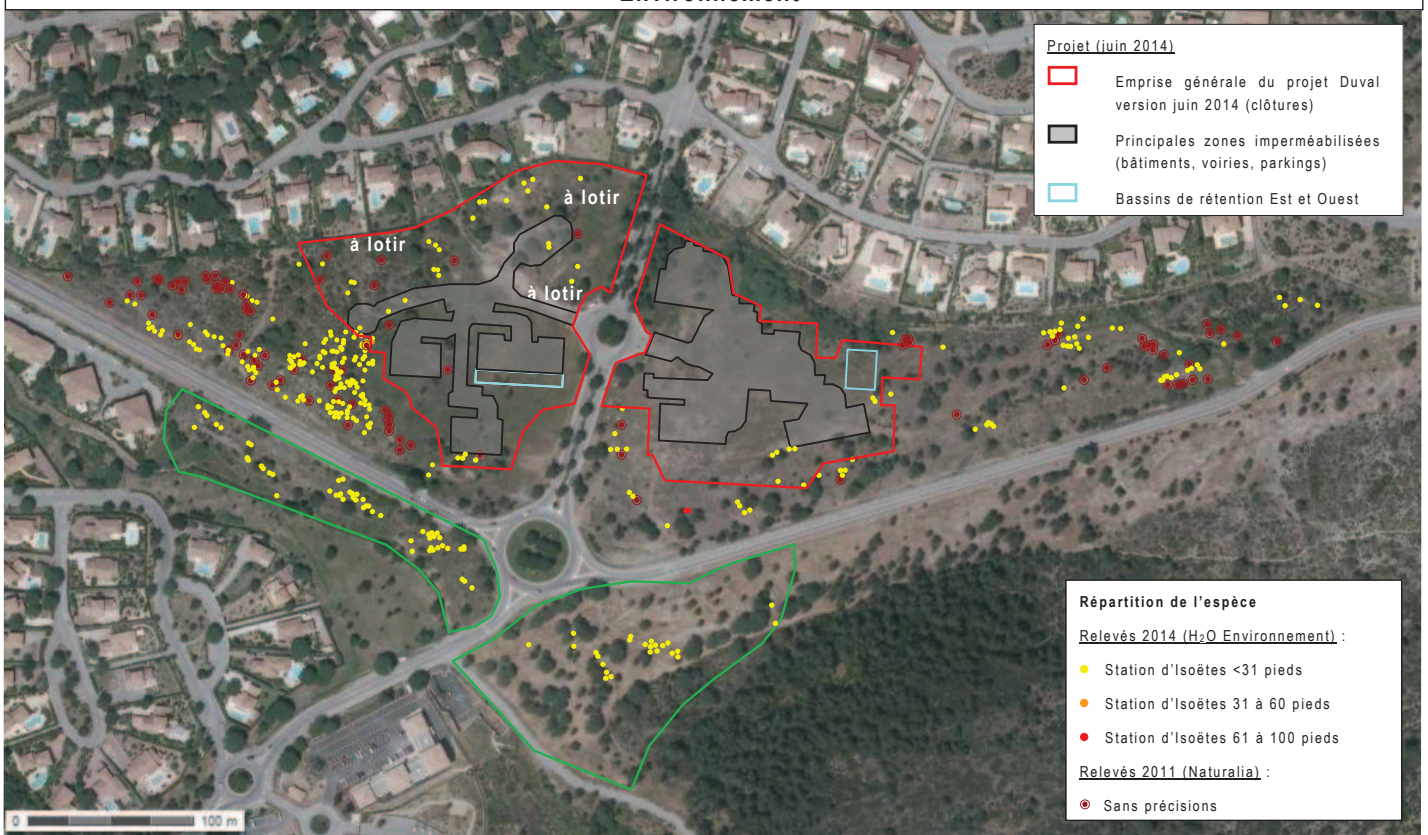 Environnement
Projet (juin 2014)
Emprise générale du projet Duval
version juin 2014 (clôtures)
Principales zones imperméabilisées
(bâtiments, voiries, parkings)
Bassins de rétention Est et Ouest
à lotir
à lotir
à lotir
Répartition de l'espèce
Relevés 2014 (H₂O Environnement) :
Station d'Isoëtes <31 pieds
Station d'Isoëtes 31 à 60 pieds
Station d'Isoëtes 61 à 100 pieds
Relevés 2011 (Naturalia) :
Sans précisions
0 100 m